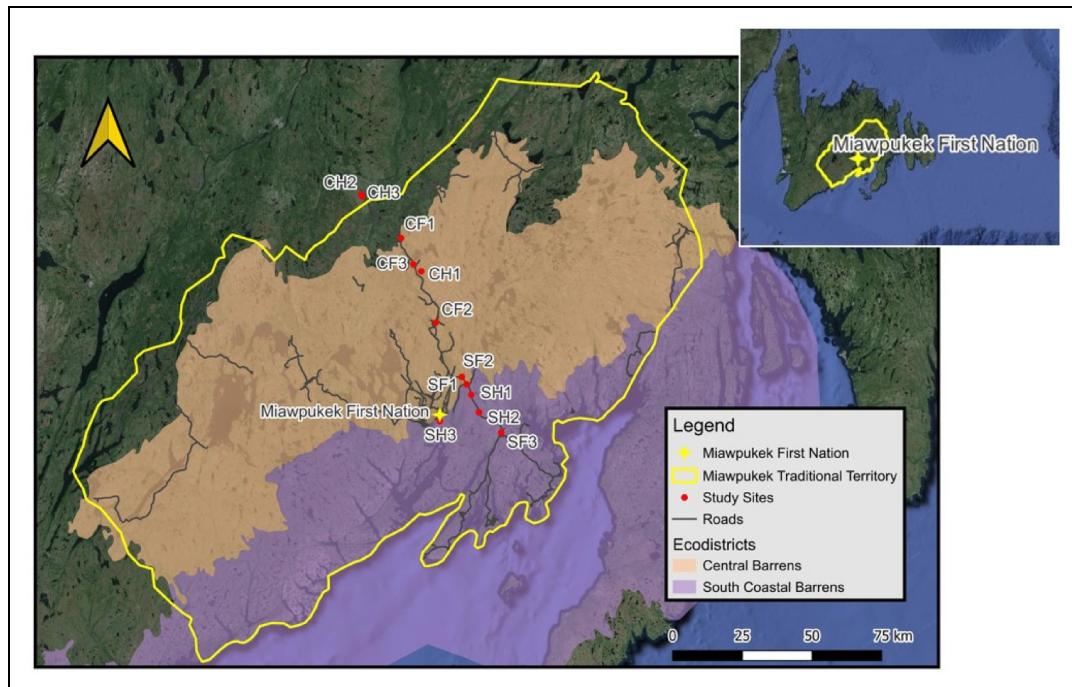 Miawpukek First Nation
CH2
CH3
CF1
CF3
CH1
CF2
SF2
SF1
SH1
Miawpukek First Nation
SH2
SH3
SF3
Legend
Miawpukek First Nation
Miawpukek Traditional Territory
Study Sites
Roads
Ecodistricts
Central Barrens
South Coastal Barrens
0 25 50 75 km